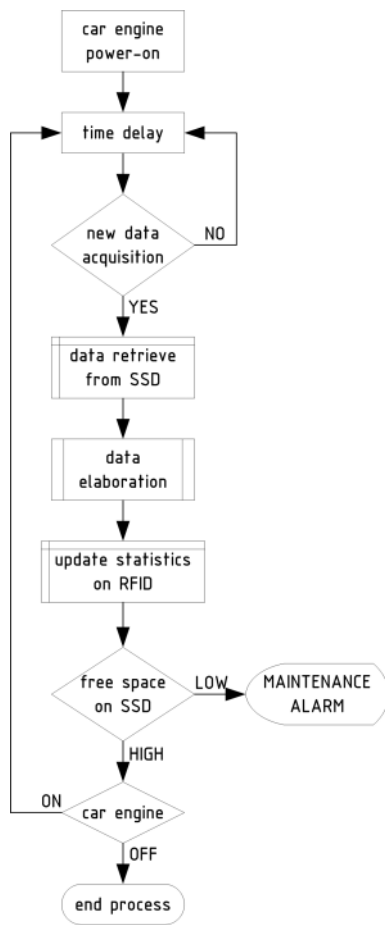 car engine
power-on
time delay
new data
acquisition
NO
YES
data retrieve
from SSD
data
elaboration
update statistics
on RFID
free space
on SSD
LOW
MAINTENANCE
ALARM
HIGH
ON
car engine
OFF
end process